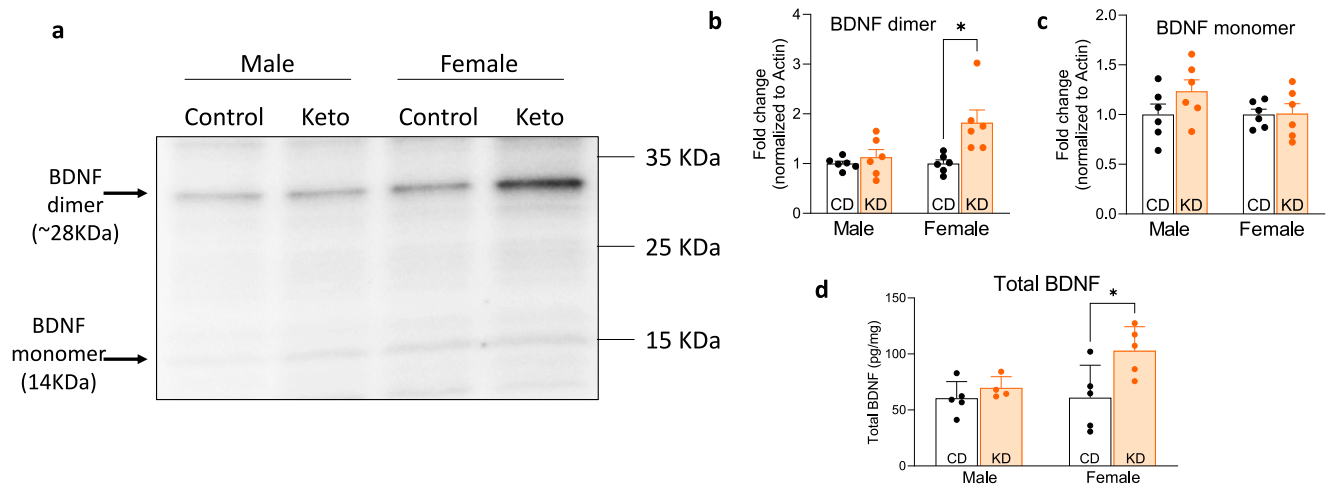 a
Male Female
Control Keto Control Keto
BDNF
dimer
(~28KDa)
BDNF
monomer
(14KDa)
35 KDa
25 KDa
15 KDa
b
BDNF dimer
Fold change
(normalized to Actin)
4
3
2
1
0
*
CD KD CD KD
Male Female
c
BDNF monomer
Fold change
(normalized to Actin)
2.0
1.5
1.0
0.5
0.0
CD KD CD KD
Male Female
d
Total BDNF
Total BDNF (pg/mg)
150
100
50
0
*
CD KD CD KD
Male Female